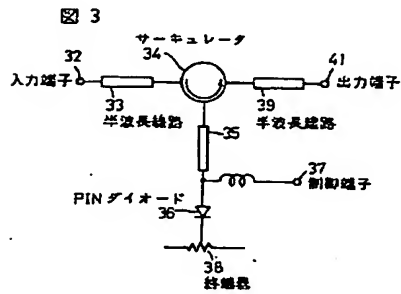 図 3
サーキュレータ
32
34
41
入力端子
出力端子
33
39
半波長線路
半波長線路
35
37
制御端子
PINダイオード
36
38
終端器